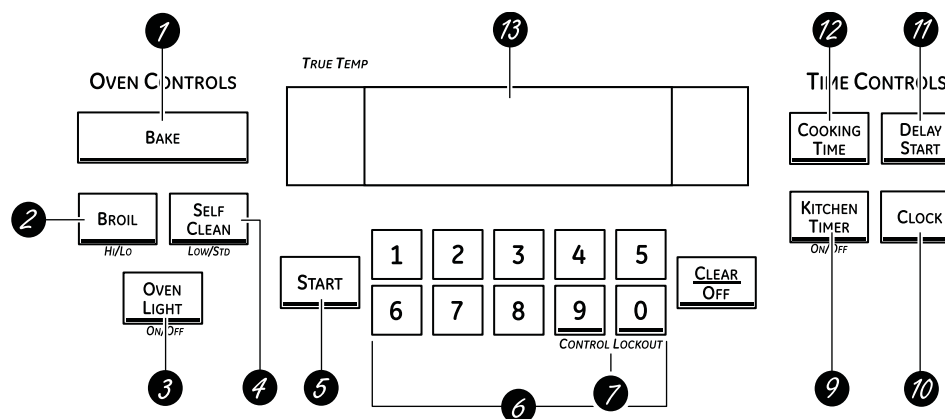 1
13
12
11
TRUE TEMP
OVEN CONTROLS
TIME CONTROLS
BAKE
COOKING
TIME
DELAY
START
2
BROIL
HI/LO
SELF
CLEAN
LOW/STD
KITCHEN
TIMER
ON/OFF
CLOCK
OVEN
LIGHT
ON/OFF
START
1 2 3 4 5
6 7 8 9 0
CONTROL LOCKOUT
CLEAR
OFF
3
4
5
6
7
9
10